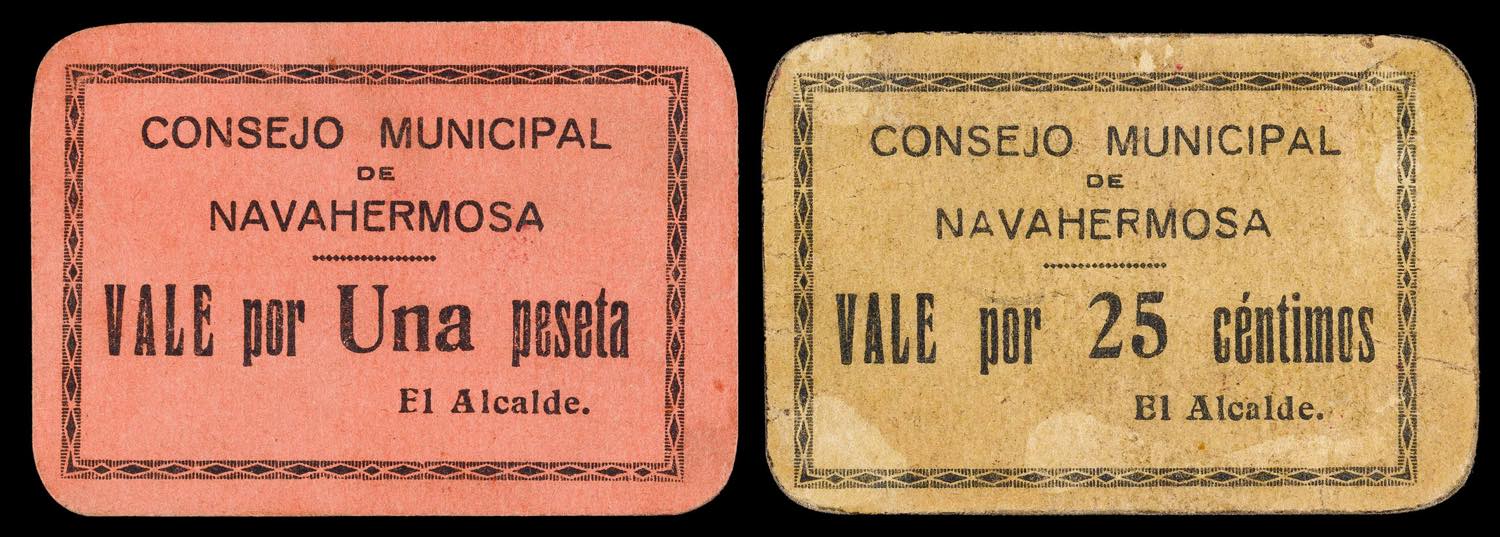 CONSEJO MUNICIPAL
DE
NAVAHERMOSA
VALE por Una peseta
El Alcalde.
CONSEJO MUNICIPAL
DE
NAVAHERMOSA
VALE por 25 céntimos
El Alcalde.